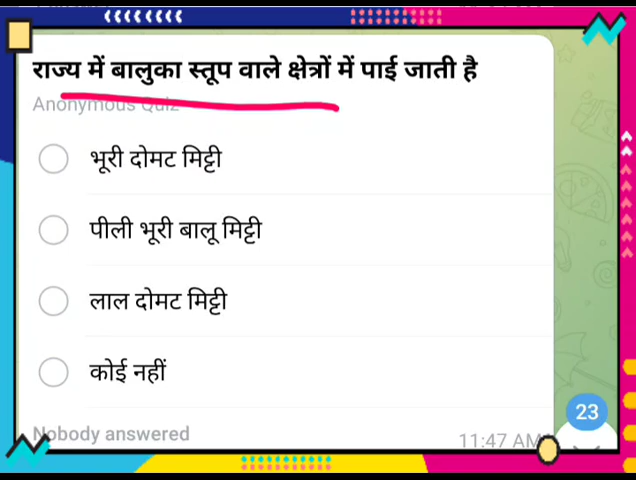 राज्य में बालुका स्तूप वाले क्षेत्रों में पाई जाती है
Anonymous Quiz
भूरी दोमट मिट्टी
पीली भूरी बालू मिट्टी
लाल दोमट मिट्टी
कोई नहीं
23
Nobody answered
11:47 AM